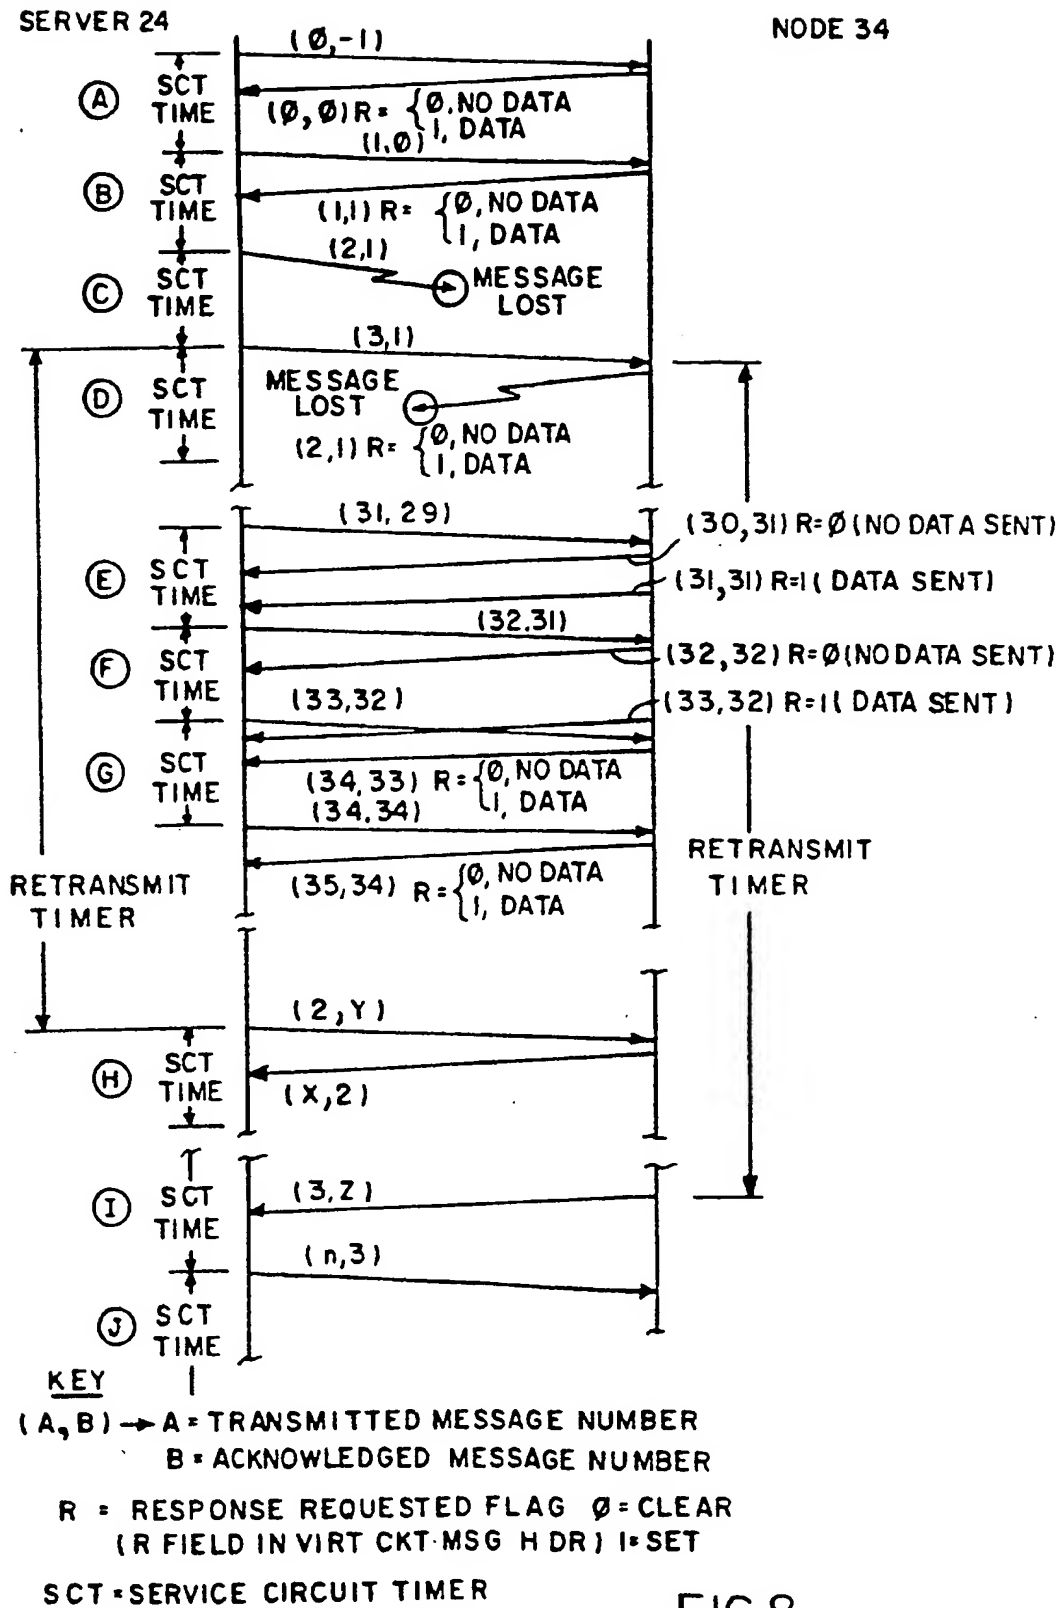 SERVER 24
NODE 34
(Ø,-1)
A
SCT
TIME
(Ø,Ø) R = {Ø, NO DATA
1, DATA
(1,Ø)
B
SCT
TIME
(1,1) R = {Ø, NO DATA
1, DATA
(2,1)
C
SCT
TIME
MESSAGE
LOST
(3,1)
D
SCT
TIME
MESSAGE
LOST
(2,1) R = {Ø, NO DATA
1, DATA
(31,29)
(30,31) R=Ø (NO DATA SENT)
E
SCT
TIME
(31,31) R=1 ( DATA SENT)
(32.31)
F
SCT
TIME
(32,32) R=Ø (NO DATA SENT)
(33,32)
(33,32) R=1 ( DATA SENT)
G
SCT
TIME
(34,33) R = {Ø, NO DATA
1, DATA
(34.34)
RETRANSMIT
TIMER
(35,34) R = {Ø, NO DATA
1, DATA
RETRANSMIT
TIMER
(2,Y)
H
SCT
TIME
(X,2)
I
SCT
TIME
(3,Z)
(n,3)
J
SCT
TIME
KEY
(A,B) → A = TRANSMITTED MESSAGE NUMBER
B = ACKNOWLEDGED MESSAGE NUMBER
R = RESPONSE REQUESTED FLAG Ø = CLEAR
(R FIELD IN VIRT CKT·MSG HDR) 1 = SET
SCT = SERVICE CIRCUIT TIMER
FIG.8